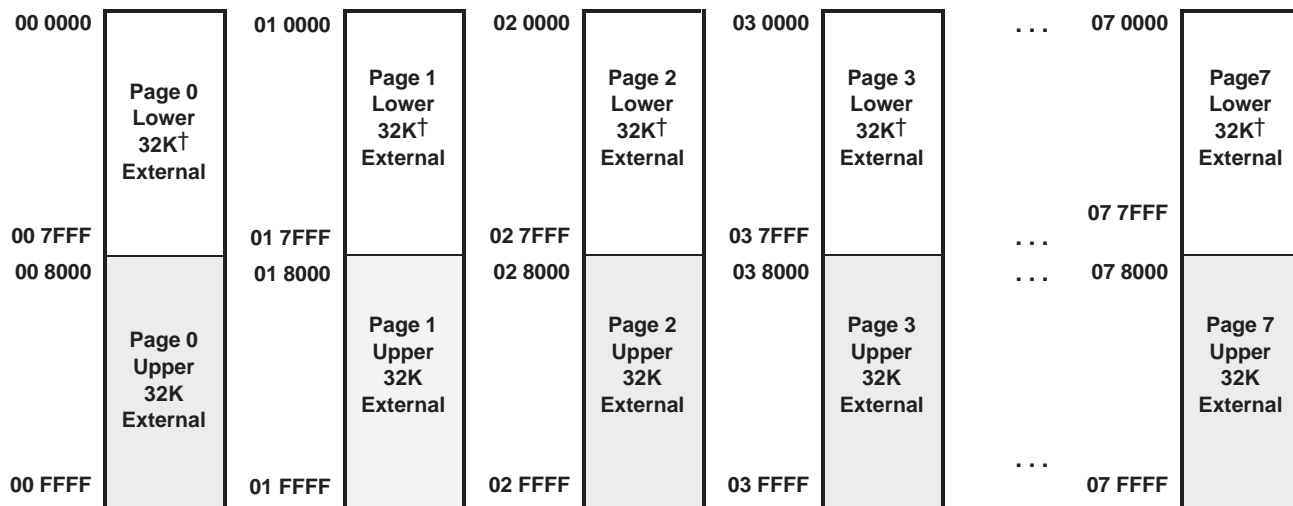 00 0000
01 0000
02 0000
03 0000
. . .
07 0000
Page 0
Lower
32K†
External
Page 1
Lower
32K†
External
Page 2
Lower
32K†
External
Page 3
Lower
32K†
External
Page7
Lower
32K†
External
00 7FFF
01 7FFF
02 7FFF
03 7FFF
. . .
07 7FFF
00 8000
01 8000
02 8000
03 8000
. . .
07 8000
Page 0
Upper
32K
External
Page 1
Upper
32K
External
Page 2
Upper
32K
External
Page 3
Upper
32K
External
Page 7
Upper
32K
External
00 FFFF
01 FFFF
02 FFFF
03 FFFF
. . .
07 FFFF